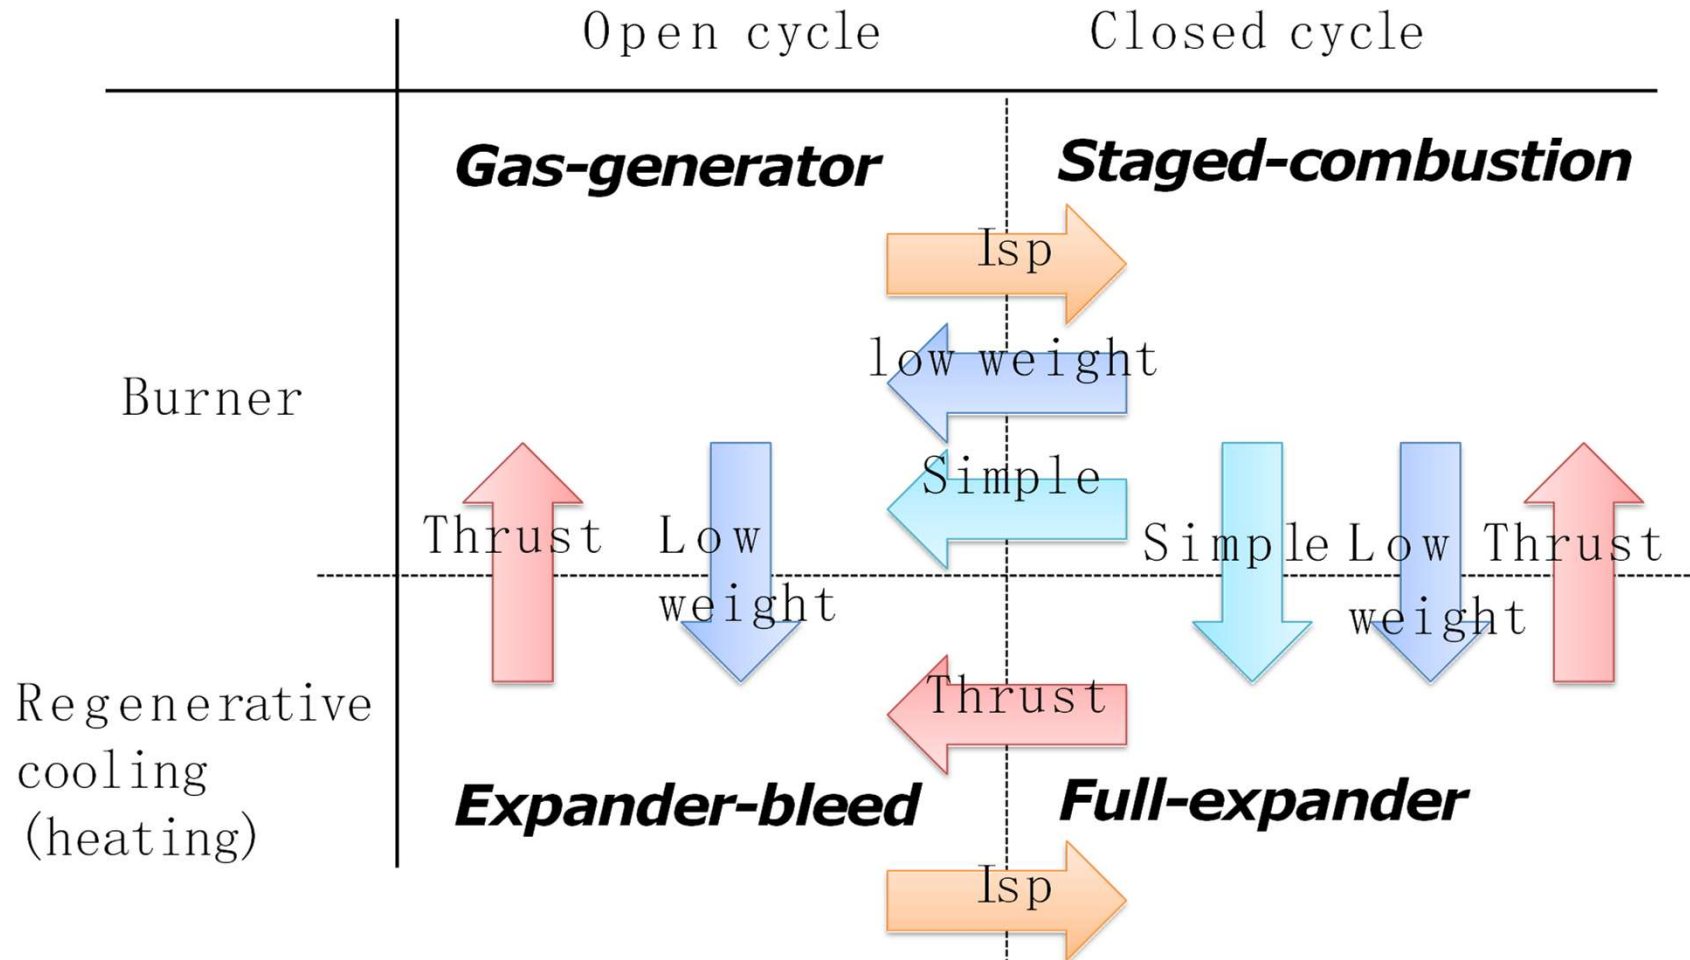 Open cycle
Closed cycle
Gas-generator
Staged-combustion
Isp
low weight
Burner
Simple
Thrust
Low
weight
Simple
Low
weight
Thrust
Thrust
Regenerative
cooling
(heating)
Expander-bleed
Full-expander
Isp